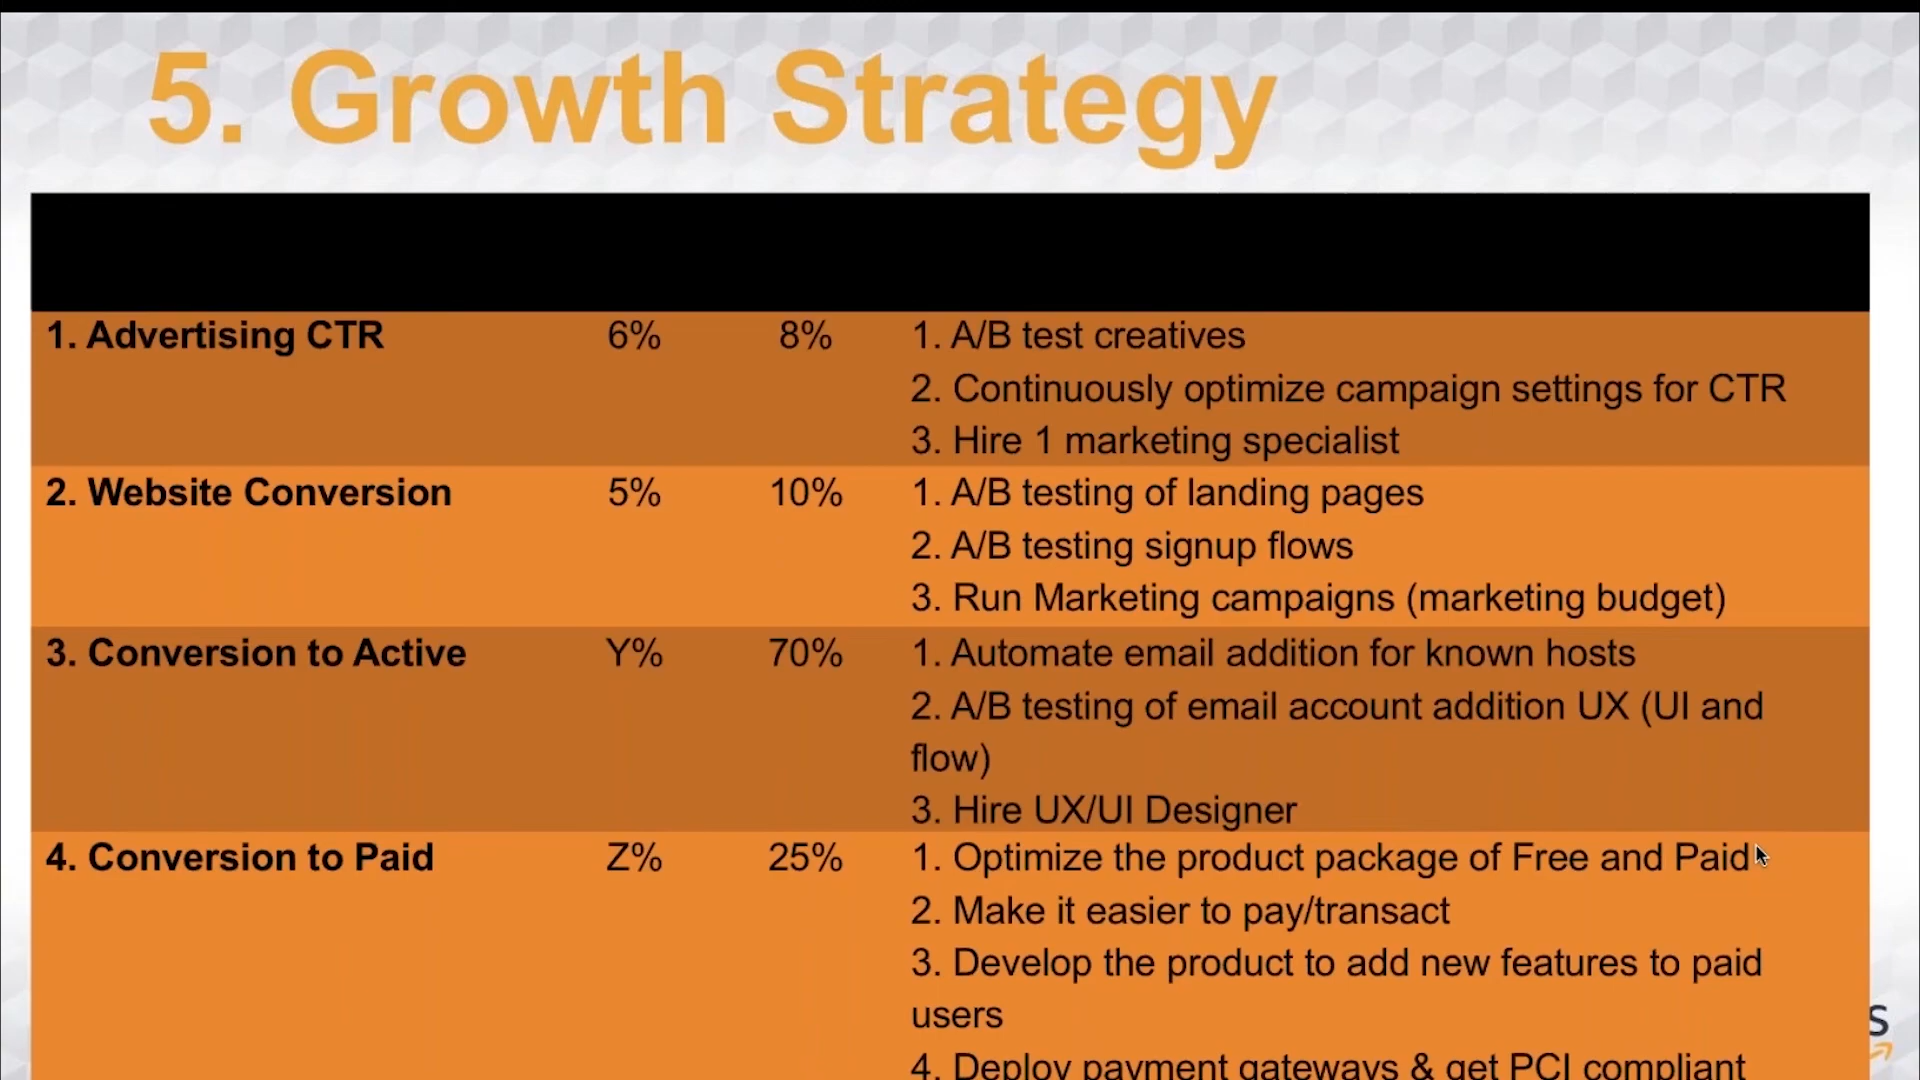 5. Growth Strategy
1. Advertising CTR 6% 8% 1. A/B test creatives
2. Continuously optimize campaign settings for CTR
3. Hire 1 marketing specialist
2. Website Conversion 5% 10% 1. A/B testing of landing pages
2. A/B testing signup flows
3. Run Marketing campaigns (marketing budget)
3. Conversion to Active Y% 70% 1. Automate email addition for known hosts
2. A/B testing of email account addition UX (UI and
flow)
3. Hire UX/UI Designer
4. Conversion to Paid Z% 25% 1. Optimize the product package of Free and Paid
2. Make it easier to pay/transact
3. Develop the product to add new features to paid
users
4. Deploy payment gateways & get PCI compliant